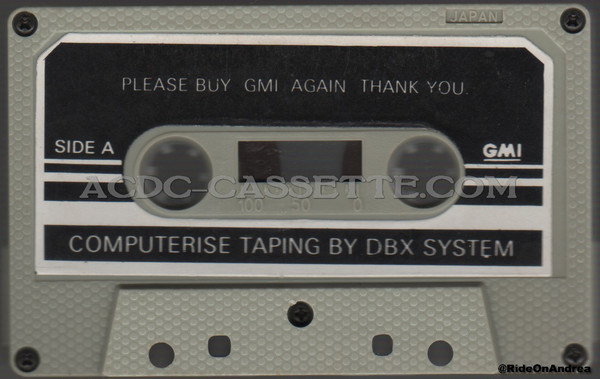 JAPAN
PLEASE BUY GMI AGAIN THANK YOU.
SIDE A
GMI
ACDC-CASSETTE.COM
100 50 0
COMPUTERISE TAPING BY DBX SYSTEM
@RideOnAndrea